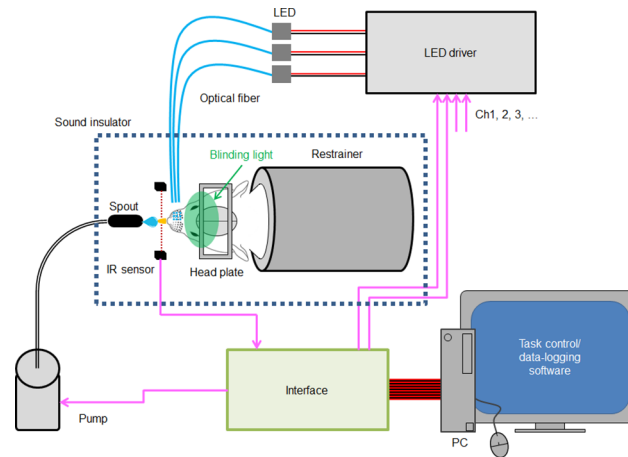 LED
LED driver
Optical fiber
Ch1, 2, 3, ...
Sound insulator
Blinding light
Restrainer
Spout
IR sensor
Head plate
Task control/
data-logging
software
Interface
Pump
PC